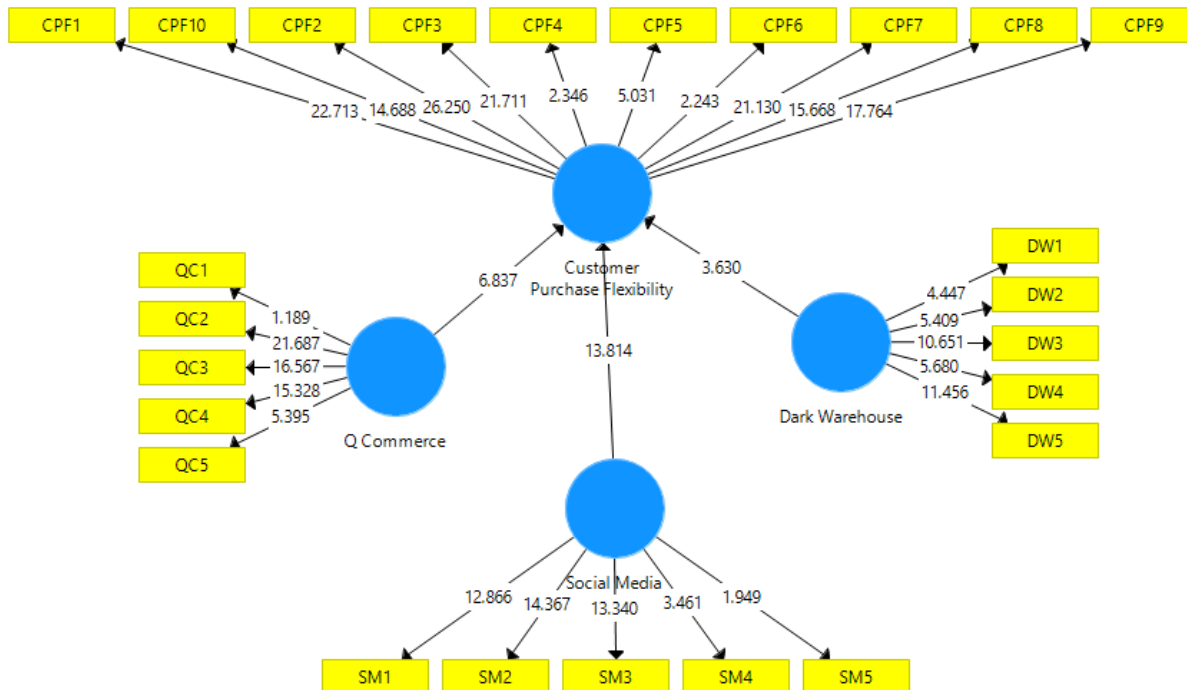 CPF1 CPF10 CPF2 CPF3 CPF4 CPF5 CPF6 CPF7 CPF8 CPF9
22.713 14.688 26.250 21.711 2.346 5.031 2.243 21.130 15.668 17.764
Customer
Purchase Flexibility
6.837
3.630
13.814
QC1
QC2
QC3
QC4
QC5
1.189
21.687
16.567
15.328
5.395
Q Commerce
DW1
DW2
DW3
DW4
DW5
4.447
5.409
10.651
5.680
11.456
Dark Warehouse
Social Media
12.866 14.367 13.340 3.461 1.949
SM1 SM2 SM3 SM4 SM5